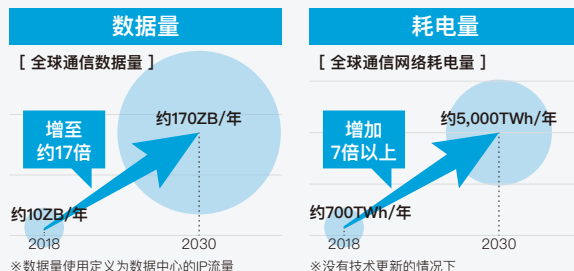 数据量
[ 全球通信数据量 ]
约170ZB/年
增至
约17倍
约10ZB/年
2018
2030
※数据量使用定义为数据中心的IP流量
耗电量
[ 全球通信网络耗电量 ]
约5,000TWh/年
增加
7倍以上
约700TWh/年
2018
2030
※没有技术更新的情况下